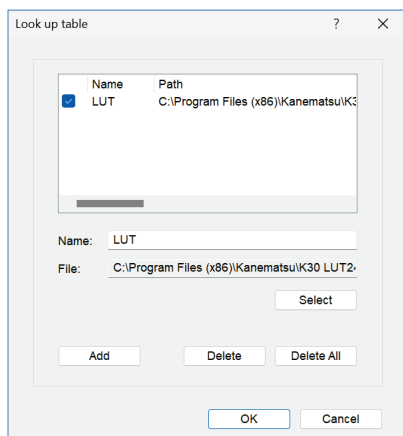 Look up table ?
Name Path
LUT C:\Program Files (x86)\Kanematsu\K3
Name: LUT
File: C:\Program Files (x86)\Kanematsu\K30 LUT24
Select
Add Delete Delete All
OK Cancel